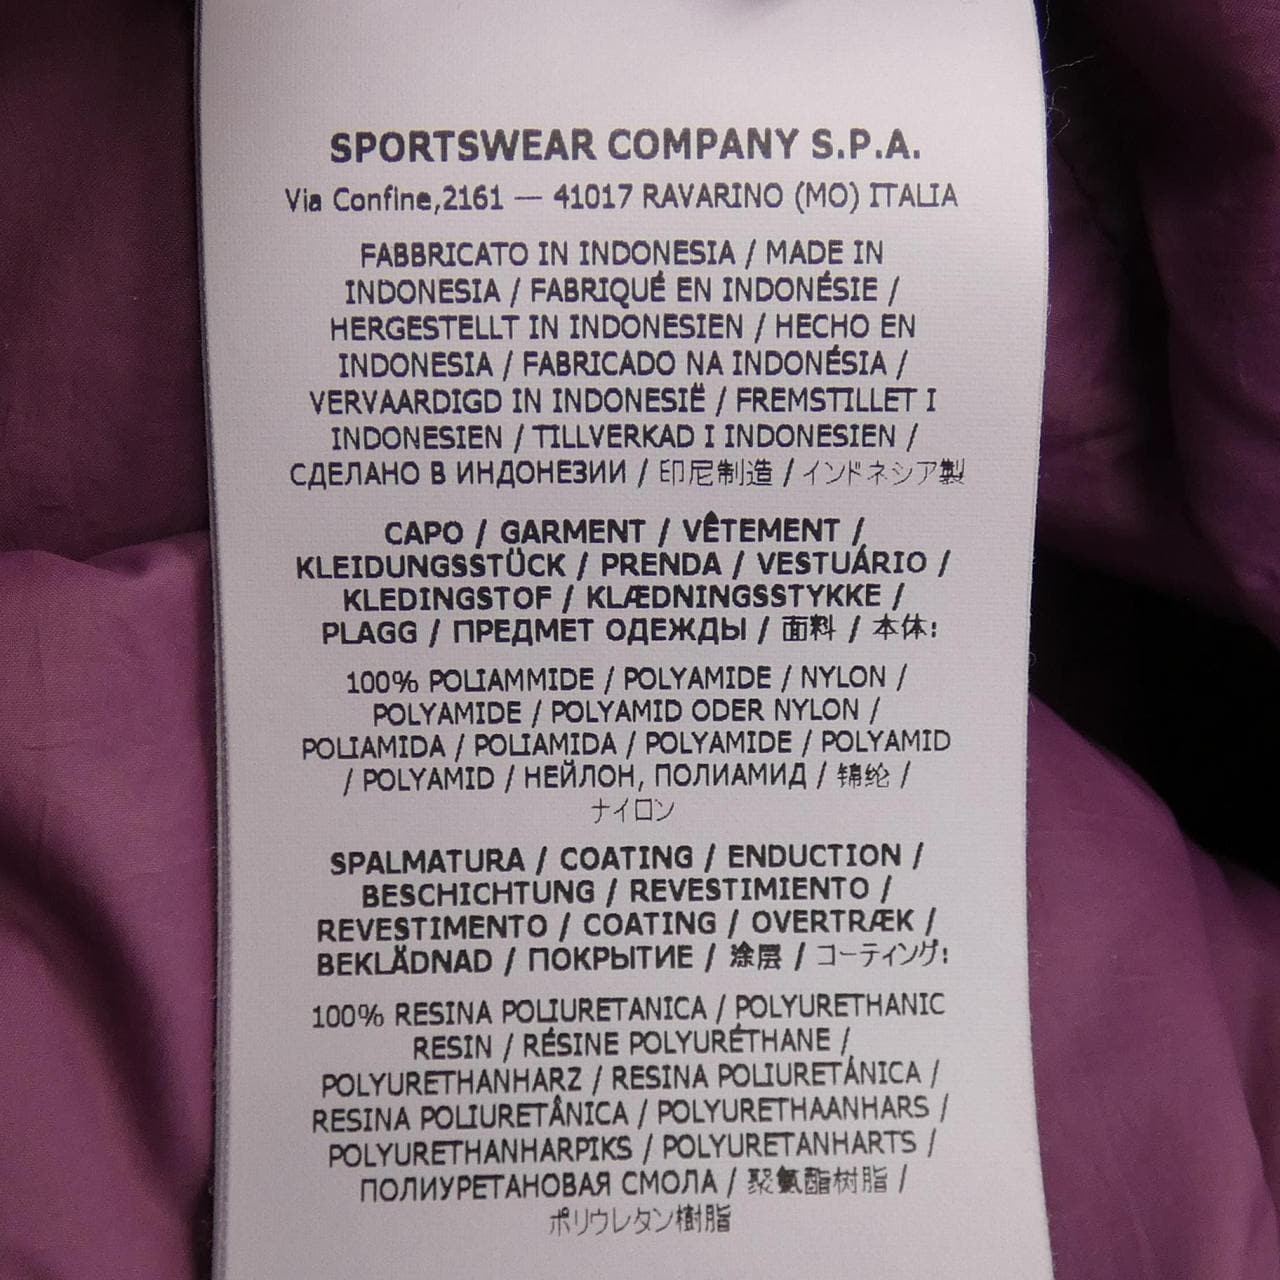 SPORTSWEAR COMPANY S.P.A.
Via Confine,2161 — 41017 RAVARINO (MO) ITALIA
FABBRICATO IN INDONESIA / MADE IN
INDONESIA / FABRIQUÉ EN INDONÉSIE /
HERGESTELLT IN INDONESIEN / HECHO EN
INDONESIA / FABRICADO NA INDONÉSIA /
VERVAARDIGD IN INDONESIË / FREMSTILLET I
INDONESIEN / TILLVERKAD I INDONESIEN /
СДЕЛАНО В ИНДОНЕЗИИ / 印尼制造 / インドネシア製
CAPO / GARMENT / VÊTEMENT /
KLEIDUNGSSTÜCK / PRENDA / VESTUÁRIO /
KLEDINGSTOF / KLÆDNINGSSTYKKE /
PLAGG / ПРЕДМЕТ ОДЕЖДЫ / 面料 / 本体:
100% POLIAMMIDE / POLYAMIDE / NYLON /
POLYAMIDE / POLYAMID ODER NYLON /
POLIAMIDA / POLIAMIDA / POLYAMIDE / POLYAMID
/ POLYAMID / НЕЙЛОН, ПОЛИАМИД / 锦纶 /
ナイロン
SPALMATURA / COATING / ENDUCTION /
BESCHICHTUNG / REVESTIMIENTO /
REVESTIMENTO / COATING / OVERTRÆK /
BEKLÄDNAD / ПОКРЫТИЕ / 涂层 / コーティング:
100% RESINA POLIURETANICA / POLYURETHANIC
RESIN / RÉSINE POLYURÉTHANE /
POLYURETHANHARZ / RESINA POLIURETÁNICA /
RESINA POLIURETÂNICA / POLYURETHAANHARS /
POLYURETHANHARPIKS / POLYURETANHARTS /
ПОЛИУРЕТАНОВАЯ СМОЛА / 聚氨酯树脂 /
ポリウレタン樹脂